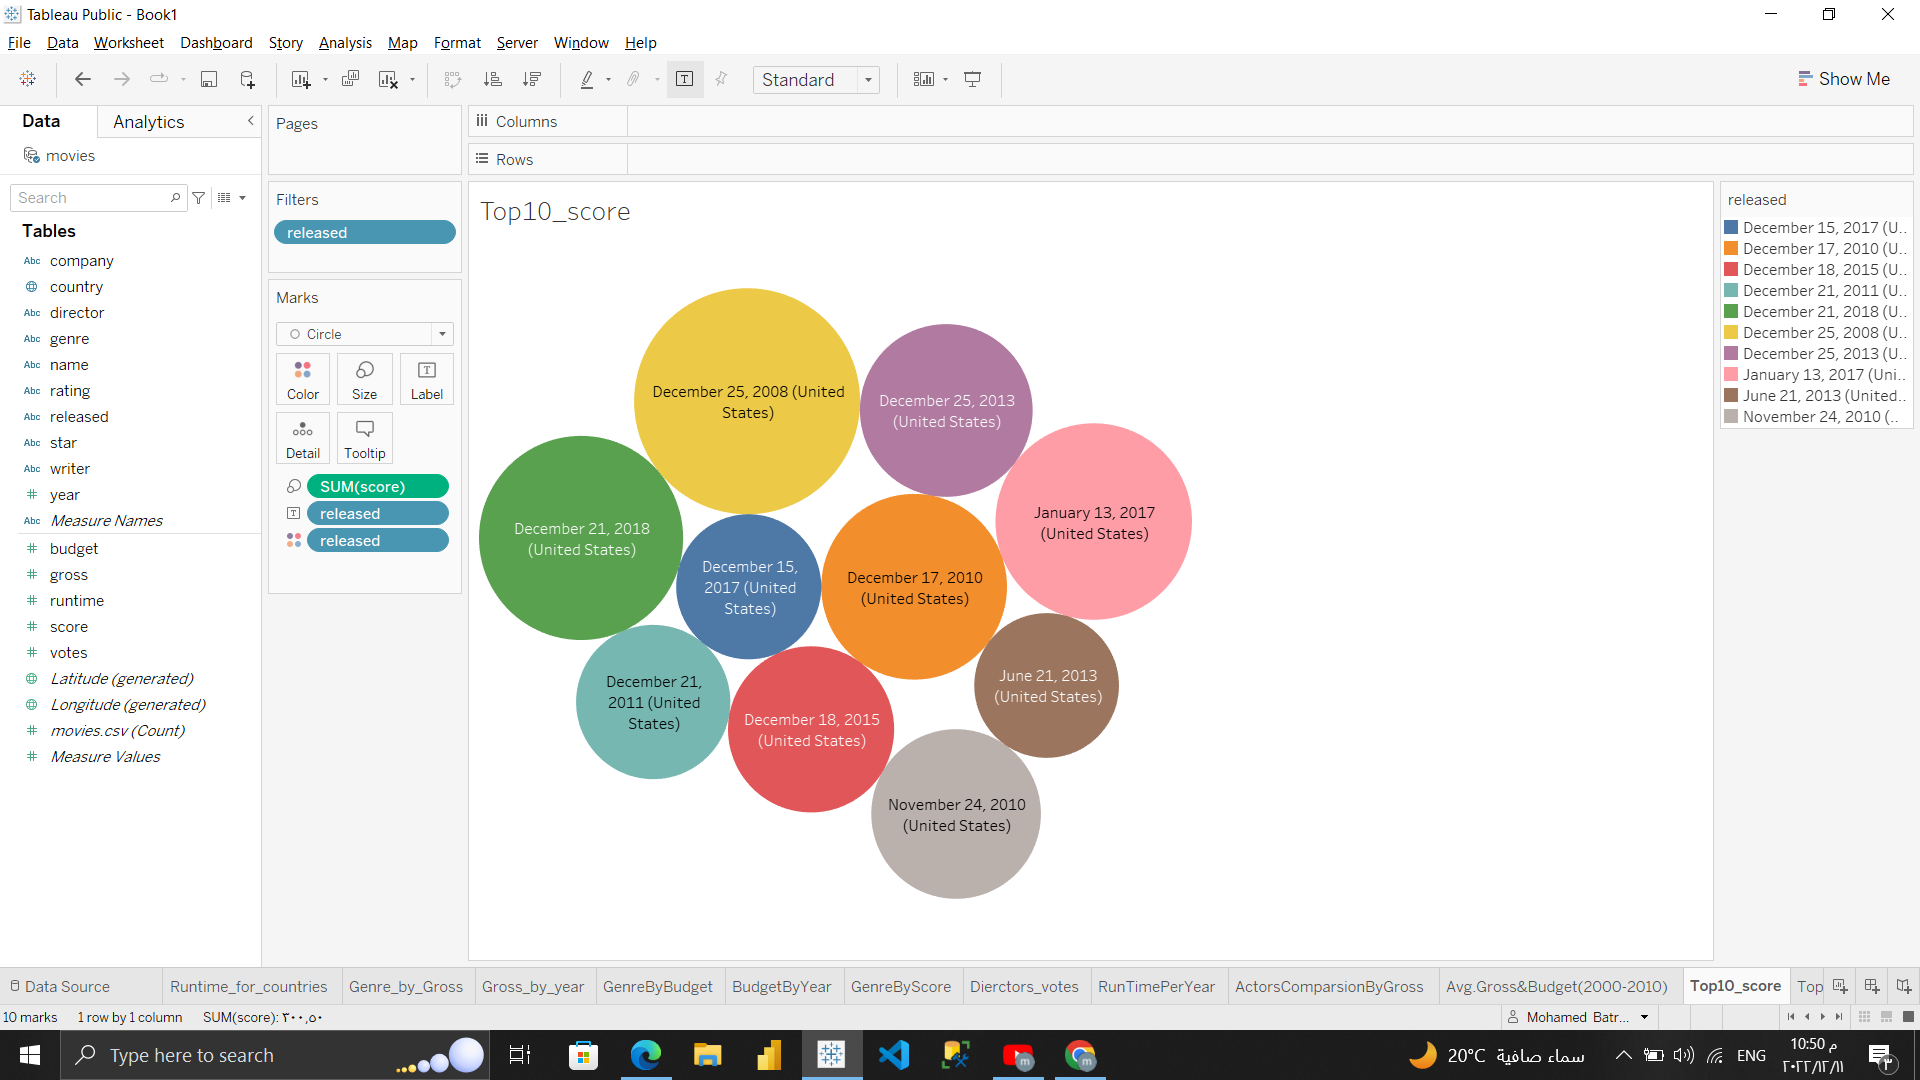 Tableau Public - Book1
File Data Worksheet Dashboard Story Analysis Map Format Server Window Help
Standard
Show Me
Data
Analytics
movies
Search
Tables
Abc company
country
Abc director
Abc genre
Abc name
Abc rating
Abc released
Abc star
Abc writer
# year
Abc Measure Names
# budget
# gross
# runtime
# score
# votes
Latitude (generated)
Longitude (generated)
# movies.csv (Count)
# Measure Values
Pages
Filters
released
Marks
Circle
Color
Size
Label
Detail
Tooltip
SUM(score)
released
released
Columns
Rows
Top10_score
December 25, 2008 (United
States)
December 25, 2013
(United States)
January 13, 2017
(United States)
December 21, 2018
(United States)
December 15,
2017 (United
States)
December 17, 2010
(United States)
December 21,
2011 (United
States)
December 18, 2015
(United States)
June 21, 2013
(United States)
November 24, 2010
(United States)
released
December 15, 2017 (U..
December 17, 2010 (U..
December 18, 2015 (U..
December 21, 2011 (U..
December 21, 2018 (U..
December 25, 2008 (U..
December 25, 2013 (U..
January 13, 2017 (Uni..
June 21, 2013 (United..
November 24, 2010 (..
Data Source
Runtime_for_countries
Genre_by_Gross
Gross_by_year
GenreByBudget
BudgetByYear
GenreByScore
Dierctors_votes
RunTimePerYear
ActorsComparsionByGross
Avg.Gross&Budget(2000-2010)
Top10_score
Top
10 marks
1 row by 1 column
SUM(score): ٣٠٠,٥٠
Mohamed Batr...
Type here to search
20°C سماء صافية
ENG
10:50 م
٢٠٢٢/١٢/١١
٣